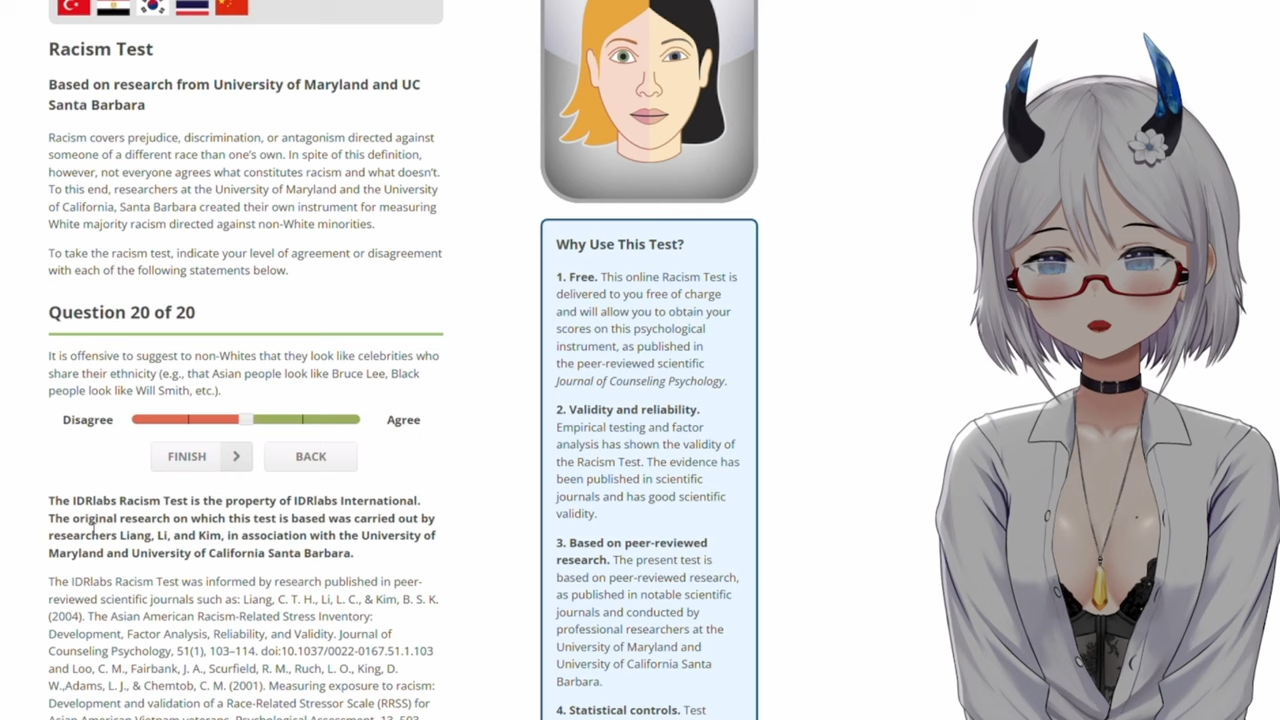 Racism Test
Based on research from University of Maryland and UC
Santa Barbara
Racism covers prejudice, discrimination, or antagonism directed against
someone of a different race than one's own. In spite of this definition,
however, not everyone agrees what constitutes racism and what doesn't.
To this end, researchers at the University of Maryland and the University
of California, Santa Barbara created their own instrument for measuring
White majority racism directed against non-White minorities.
To take the racism test, indicate your level of agreement or disagreement
with each of the following statements below.
Question 20 of 20
It is offensive to suggest to non-Whites that they look like celebrities who
share their ethnicity (e.g., that Asian people look like Bruce Lee, Black
people look like Will Smith, etc.).
Disagree
Agree
FINISH
BACK
The IDRlabs Racism Test is the property of IDRlabs International.
The original research on which this test is based was carried out by
researchers Liang, Li, and Kim, in association with the University of
Maryland and University of California Santa Barbara.
The IDRlabs Racism Test was informed by research published in peer-
reviewed scientific journals such as: Liang, C. T. H., Li, L. C., & Kim, B. S. K.
(2004). The Asian American Racism-Related Stress Inventory:
Development, Factor Analysis, Reliability, and Validity. Journal of
Counseling Psychology, 51(1), 103–114. doi:10.1037/0022-0167.51.1.103
and Loo, C. M., Fairbank, J. A., Scurfield, R. M., Ruch, L. O., King, D.
W.,Adams, L. J., & Chemtob, C. M. (2001). Measuring exposure to racism:
Development and validation of a Race-Related Stressor Scale (RRSS) for
Asian American Vietnam veterans. Psychological Assessment, 13, 503–
Why Use This Test?
1. Free. This online Racism Test is
delivered to you free of charge
and will allow you to obtain your
scores on this psychological
instrument, as published in
the peer-reviewed scientific
Journal of Counseling Psychology.
2. Validity and reliability.
Empirical testing and factor
analysis has shown the validity of
the Racism Test. The evidence has
been published in scientific
journals and has good scientific
validity.
3. Based on peer-reviewed
research. The present test is
based on peer-reviewed research,
as published in notable scientific
journals and conducted by
professional researchers at the
University of Maryland and
University of California Santa
Barbara.
4. Statistical controls. Test